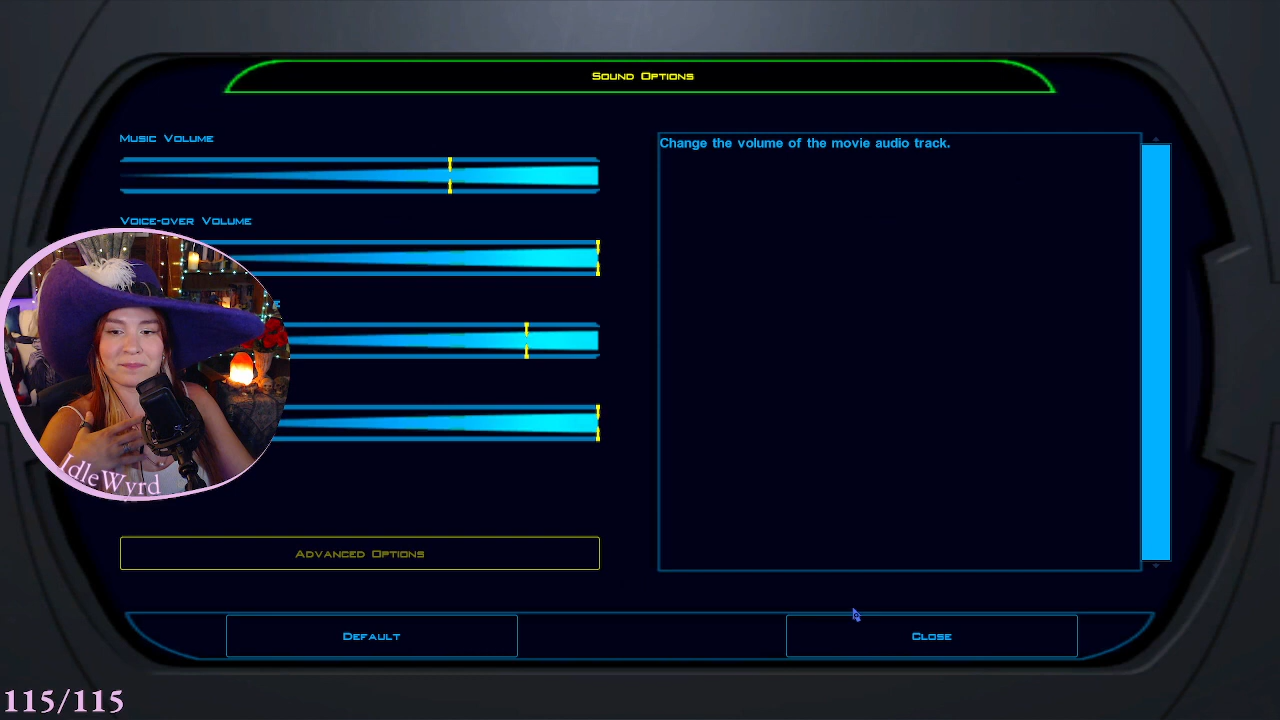 Sound Options
Music Volume
Change the volume of the movie audio track.
Voice-over Volume
IdleWyrd
Advanced Options
Default
Close
115/115